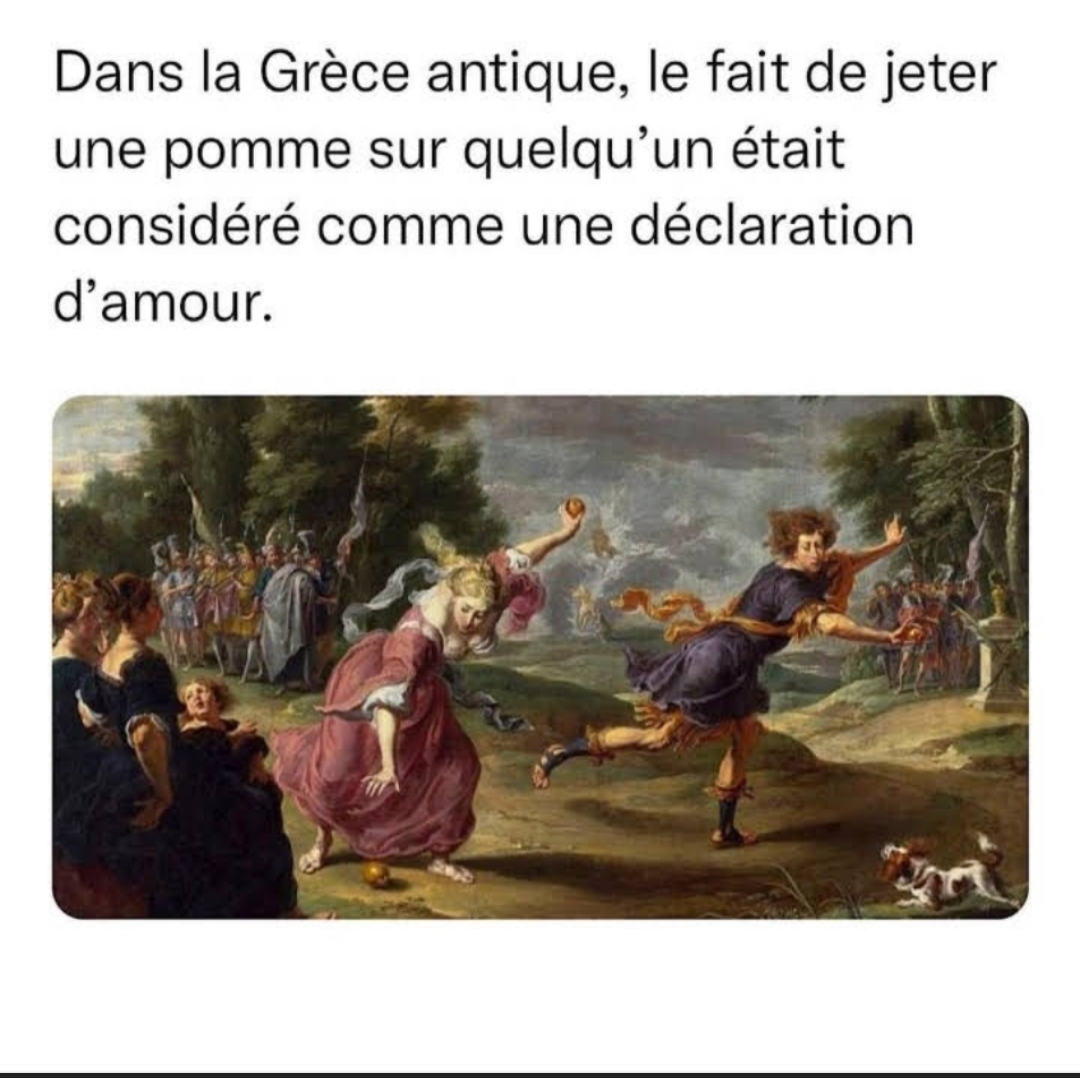 Dans la Grèce antique, le fait de jeter
une pomme sur quelqu’un était
considéré comme une déclaration
d’amour.